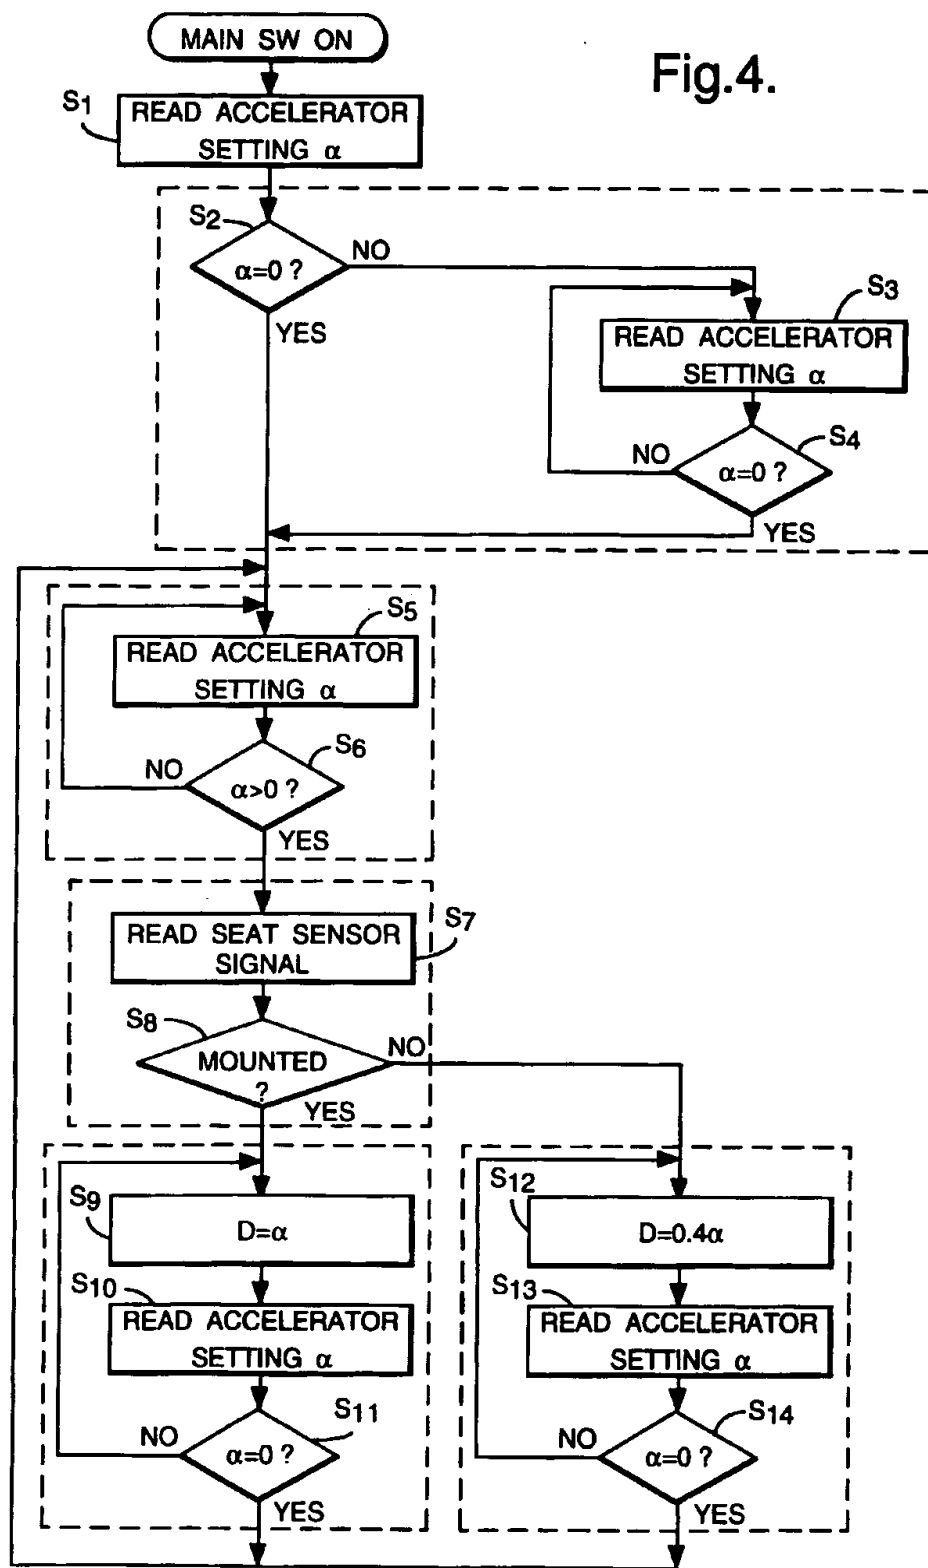 MAIN SW ON
Fig.4.
S1
READ ACCELERATOR
SETTING α
S2
α=0 ?
NO
YES
S3
READ ACCELERATOR
SETTING α
S4
α=0 ?
NO
YES
S5
READ ACCELERATOR
SETTING α
S6
α>0 ?
NO
YES
S7
READ SEAT SENSOR
SIGNAL
S8
MOUNTED
?
NO
YES
S9
D=α
S10
READ ACCELERATOR
SETTING α
S11
α=0 ?
NO
YES
S12
D=0.4α
S13
READ ACCELERATOR
SETTING α
S14
α=0 ?
NO
YES